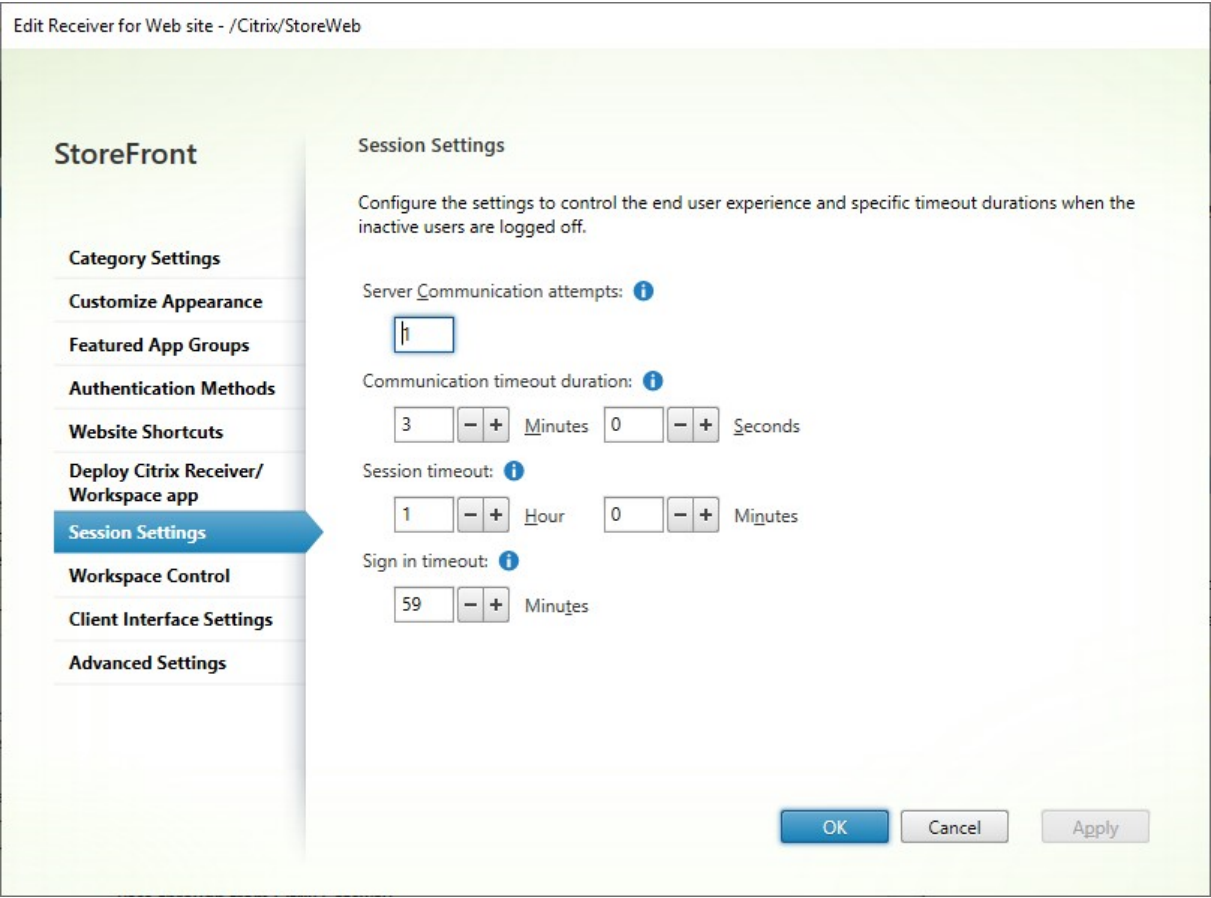 Edit Receiver for Web site - /Citrix/StoreWeb
StoreFront
Category Settings
Customize Appearance
Featured App Groups
Authentication Methods
Website Shortcuts
Deploy Citrix Receiver/
Workspace app
Session Settings
Workspace Control
Client Interface Settings
Advanced Settings
Session Settings
Configure the settings to control the end user experience and specific timeout durations when the
inactive users are logged off.
Server Communication attempts:
1
Communication timeout duration:
3 Minutes 0 Seconds
Session timeout:
1 Hour 0 Minutes
Sign in timeout:
59 Minutes
OK Cancel Apply